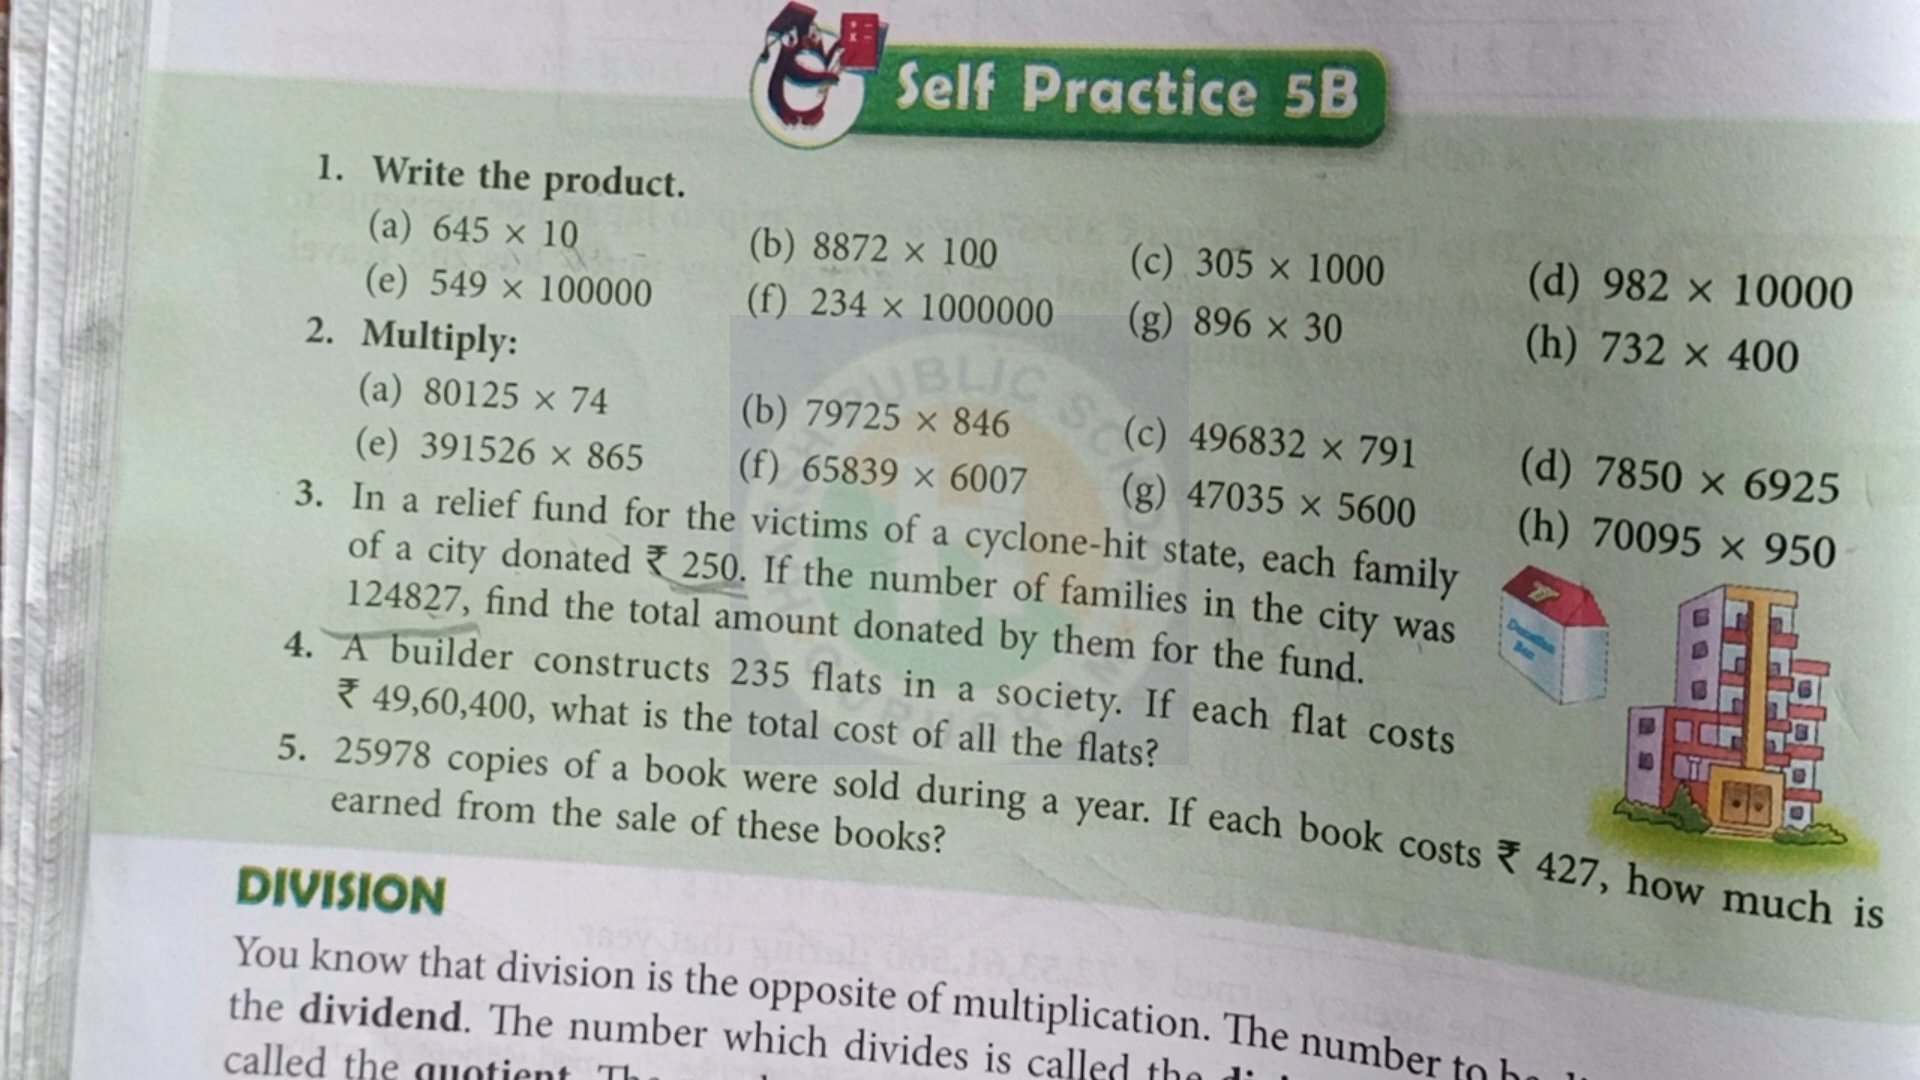 Self Practice 5B
1. Write the product.
(a) 645 × 10 (b) 8872 × 100 (c) 305 × 1000 (d) 982 × 10000
(e) 549 × 100000 (f) 234 × 1000000 (g) 896 × 30 (h) 732 × 400
2. Multiply:
(a) 80125 × 74 (b) 79725 × 846 (c) 496832 × 791 (d) 7850 × 6925
(e) 391526 × 865 (f) 65839 × 6007 (g) 47035 × 5600 (h) 70095 × 950
3. In a relief fund for the victims of a cyclone-hit state, each family
of a city donated ₹ 250. If the number of families in the city was
124827, find the total amount donated by them for the fund.
Donation
Box
4. A builder constructs 235 flats in a society. If each flat costs
₹ 49,60,400, what is the total cost of all the flats?
5. 25978 copies of a book were sold during a year. If each book costs ₹ 427, how much is
earned from the sale of these books?
DIVISION
You know that division is the opposite of multiplication. The number to be
the dividend. The number which divides is called the
called the quotient.